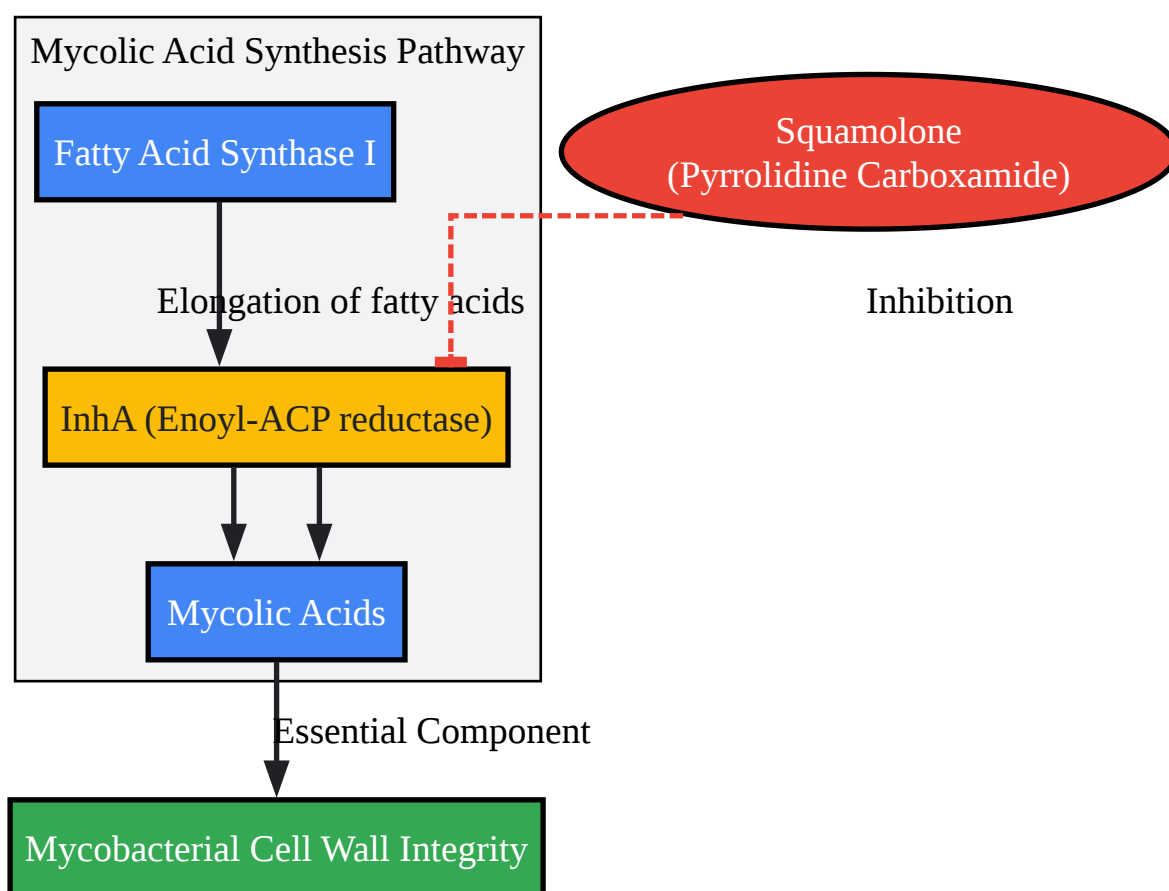 Mycolic Acid Synthesis Pathway
Fatty Acid Synthase I
Squamolone
(Pyrrolidine Carboxamide)
Elongation of fatty acids
Inhibition
InhA (Enoyl-ACP reductase)
Mycolic Acids
Essential Component
Mycobacterial Cell Wall Integrity